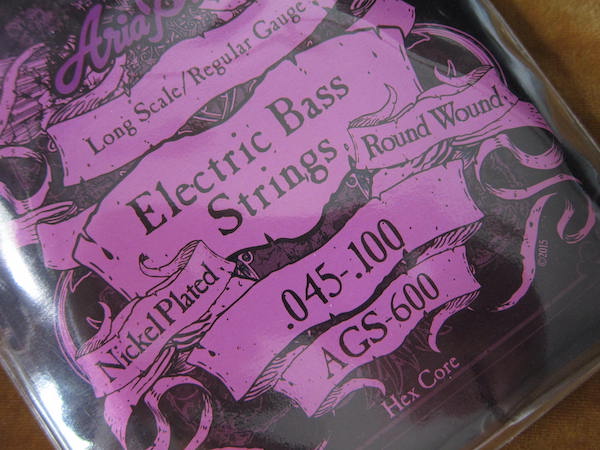 Aria
Long Scale/Regular Gauge
Electric Bass
Strings
Round Wound
Nickel Plated
.045-.100
AGS-600
Hex Core
©2015